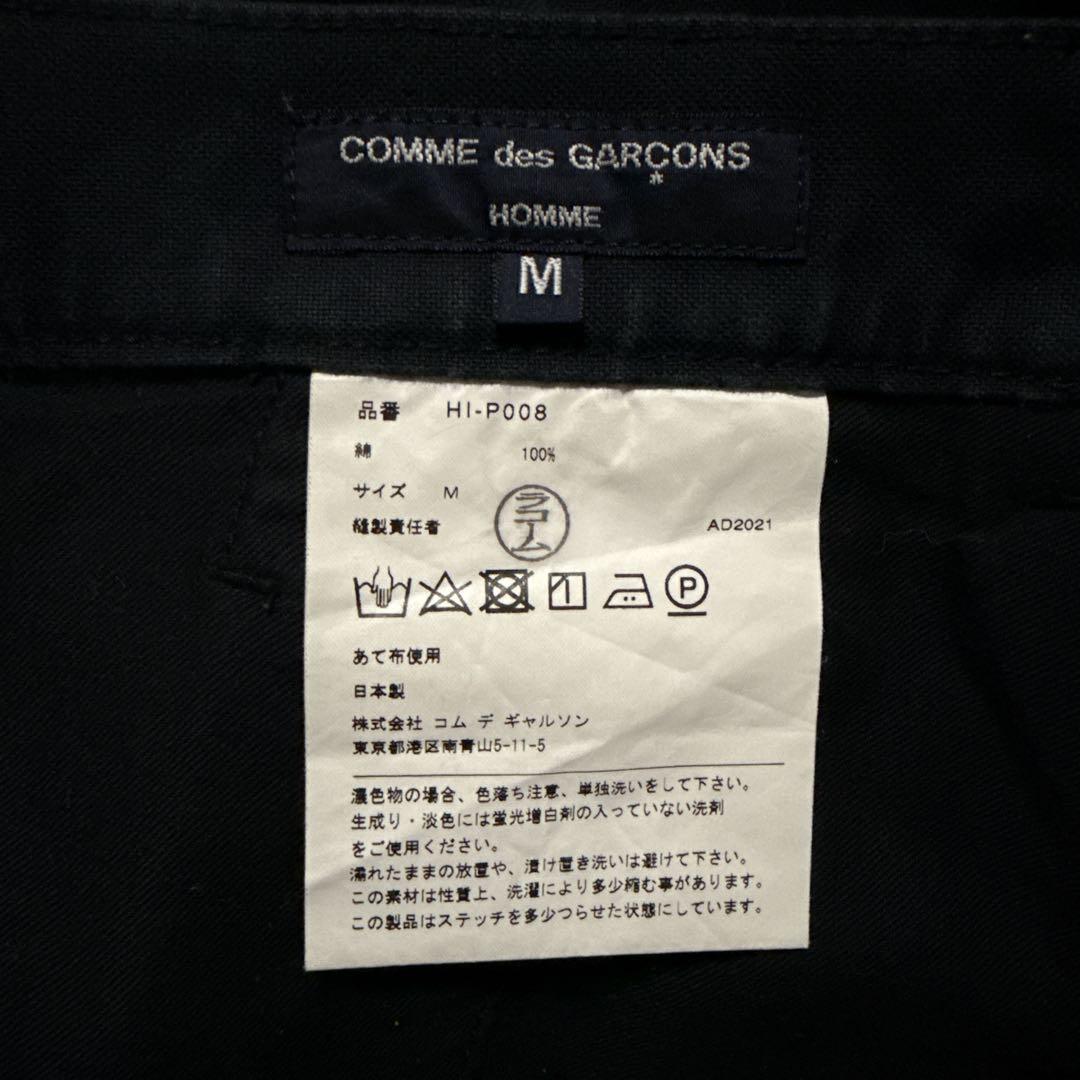 COMME des GARÇONS
HOMME
M
品番 HI-P008
綿 100%
サイズ M
縫製責任者 ラコーム AD2021
P
あて布使用
日本製
株式会社 コム デ ギャルソン
東京都港区南青山5-11-5
濃色物の場合、色落ち注意、単独洗いをして下さい。
生成り・淡色には蛍光増白剤の入っていない洗剤
をご使用ください。
濡れたままの放置や、漬け置き洗いは避けて下さい。
この素材は性質上、洗濯により多少縮む事があります。
この製品はステッチを多少つらせた状態にしています。